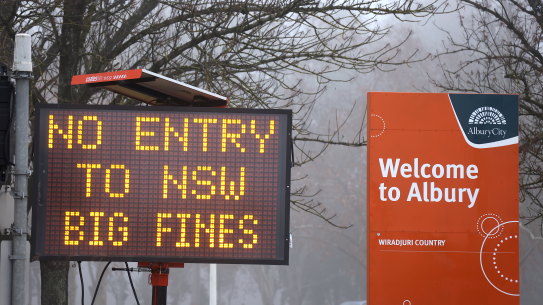 NO ENTRY
TO NSW
BIG FINES
AlburyCity
Welcome
to Albury
WIRADJURI COUNTRY